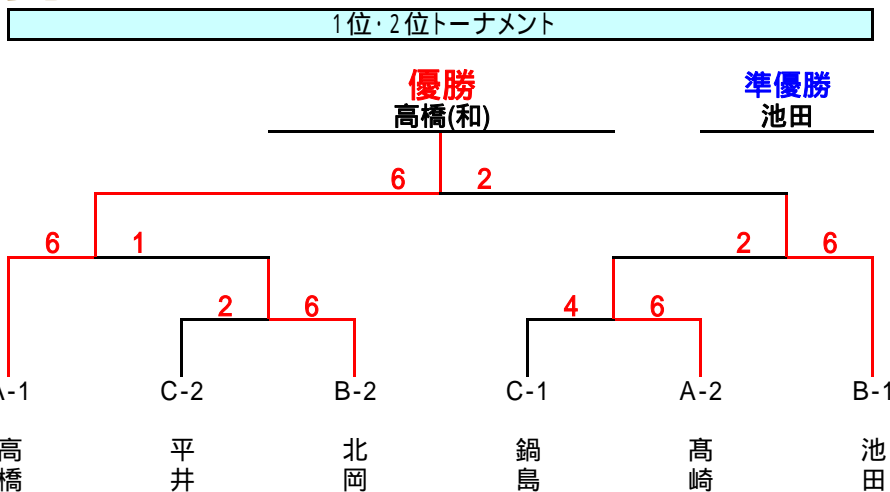 1位・2位トーナメント
優勝 準優勝
高橋(和) 池田
6 2
6 1 2 6
2 6 4 6
A-1 C-2 B-2 C-1 A-2 B-1
高橋 平井 北岡 鍋島 髙崎 池田